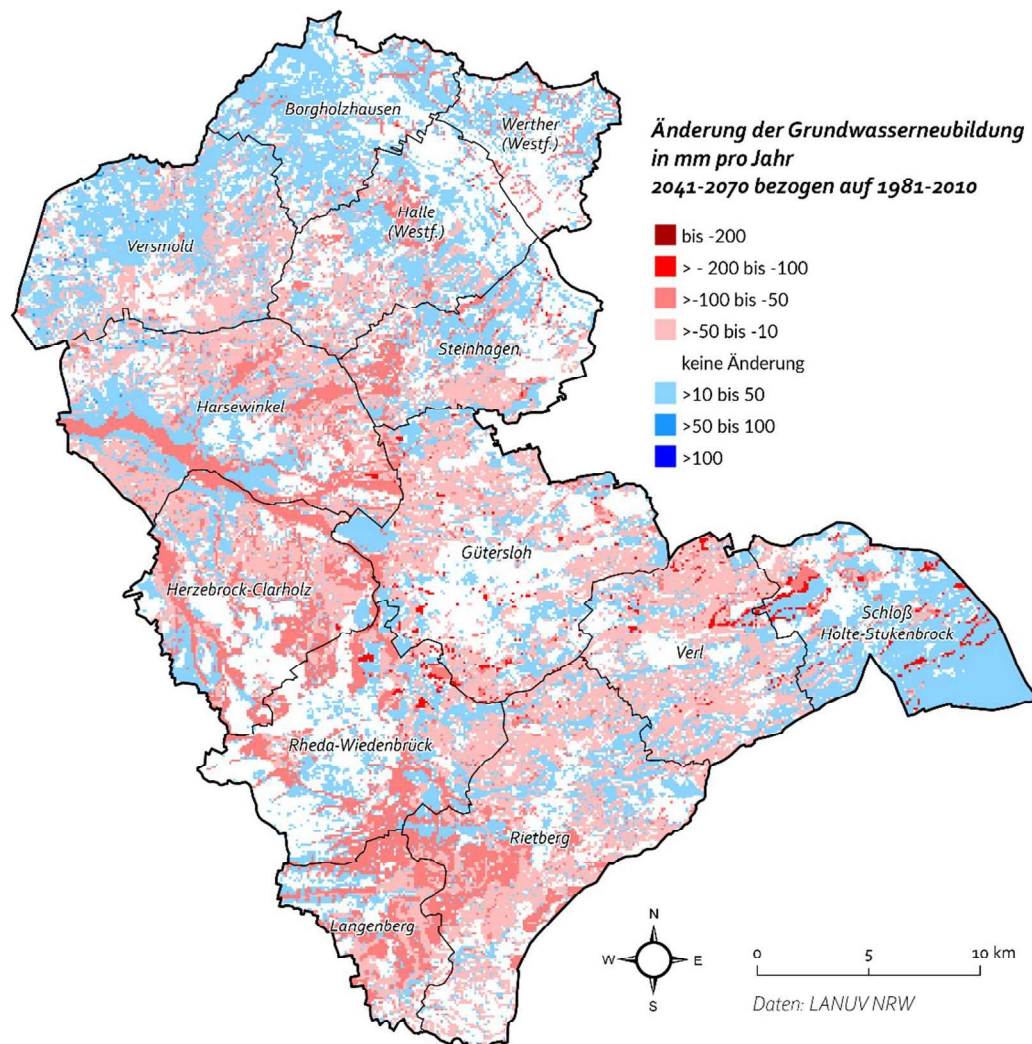 Borgholzhausen
Werther
(Westf.)
Halle
(Westf.)
Versmold
Steinhagen
Harsewinkel
Gütersloh
Herzebrock-Clarholz
Schloß
Holte-Stukenbrock
Verl
Rheda-Wiedenbrück
Rietberg
Langenberg
Änderung der Grundwasserneubildung
in mm pro Jahr
2041-2070 bezogen auf 1981-2010
bis -200
> - 200 bis -100
>-100 bis -50
>-50 bis -10
keine Änderung
>10 bis 50
>50 bis 100
>100
N
W
E
S
0 5 10 km
Daten: LANUV NRW